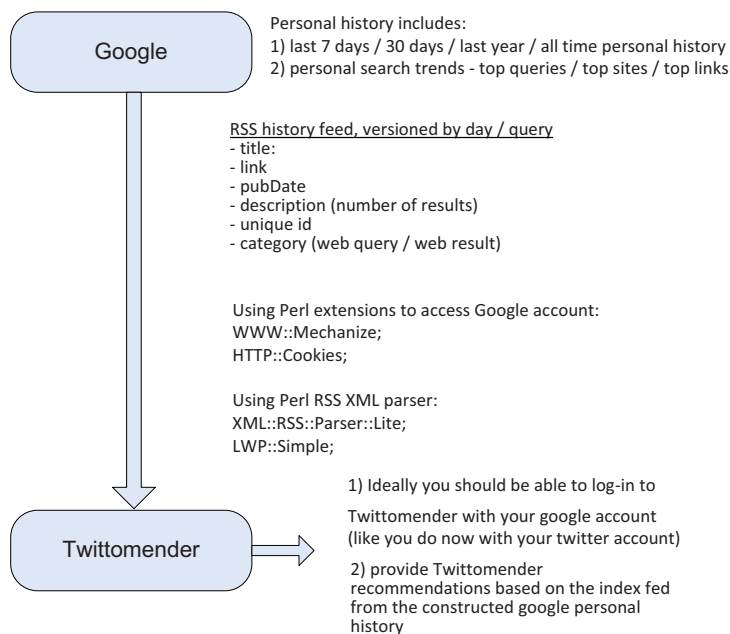 Google
Personal history includes:
1) last 7 days / 30 days / last year / all time personal history
2) personal search trends - top queries / top sites / top links
RSS history feed, versioned by day / query
- title:
- link
- pubDate
- description (number of results)
- unique id
- category (web query / web result)
Using Perl extensions to access Google account:
WWW::Mechanize;
HTTP::Cookies;
Using Perl RSS XML parser:
XML::RSS::Parser::Lite;
LWP::Simple;
Twittomender
1) Ideally you should be able to log-in to
Twittomender with your google account
(like you do now with your twitter account)
2) provide Twittomender
recommendations based on the index fed
from the constructed google personal
history